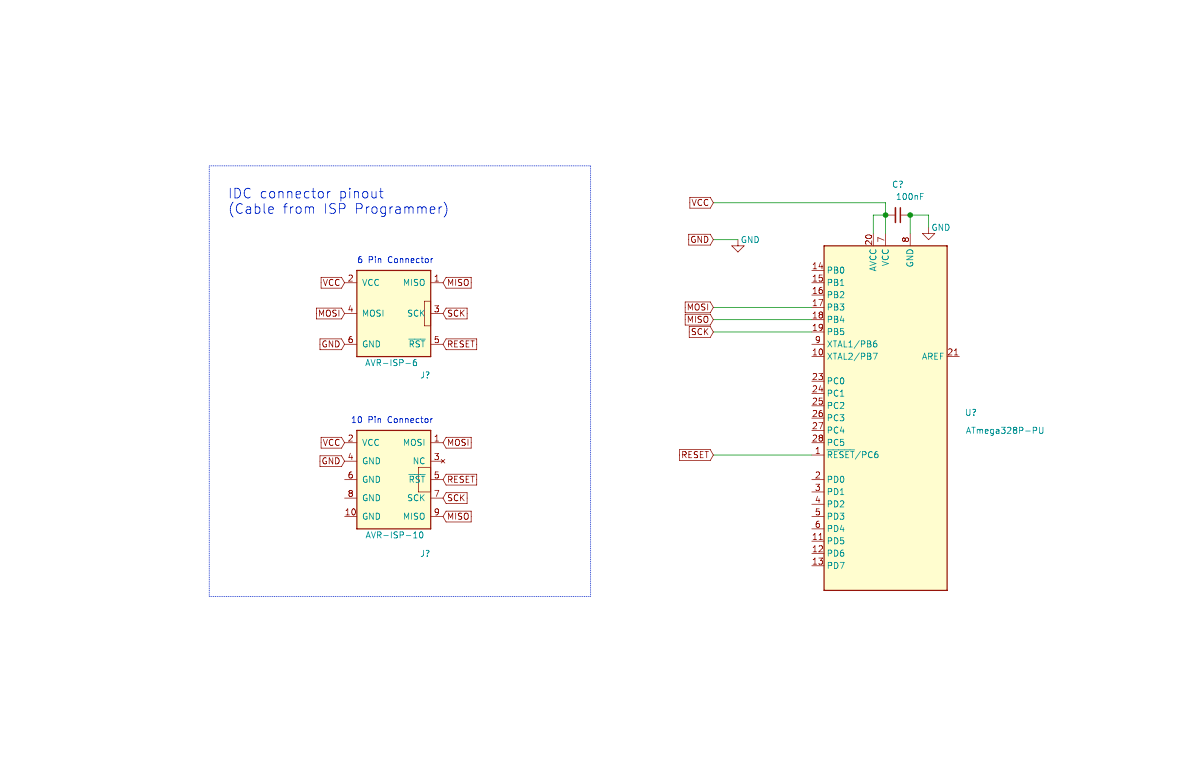 IDC connector pinout
(Cable from ISP Programmer)
6 Pin Connector
VCC 2 VCC MISO 1 MISO
MOSI 4 MOSI SCK 3 SCK
GND 6 GND RST 5 RESET
AVR-ISP-6
J?
10 Pin Connector
VCC 2 VCC MOSI 1 MOSI
GND 4 GND NC 3
6 GND RST 5 RESET
8 GND SCK 7 SCK
10 GND MISO 9 MISO
AVR-ISP-10
J?
C?
100nF
VCC
GND
GND GND
20 7 8
AVCC VCC GND
14 PB0
15 PB1
16 PB2
MOSI 17 PB3
MISO 18 PB4
SCK 19 PB5
9 XTAL1/PB6
10 XTAL2/PB7 AREF 21
23 PC0
24 PC1
25 PC2
26 PC3
27 PC4
28 PC5
RESET 1 RESET/PC6
2 PD0
3 PD1
4 PD2
5 PD3
6 PD4
11 PD5
12 PD6
13 PD7
U?
ATmega328P-PU